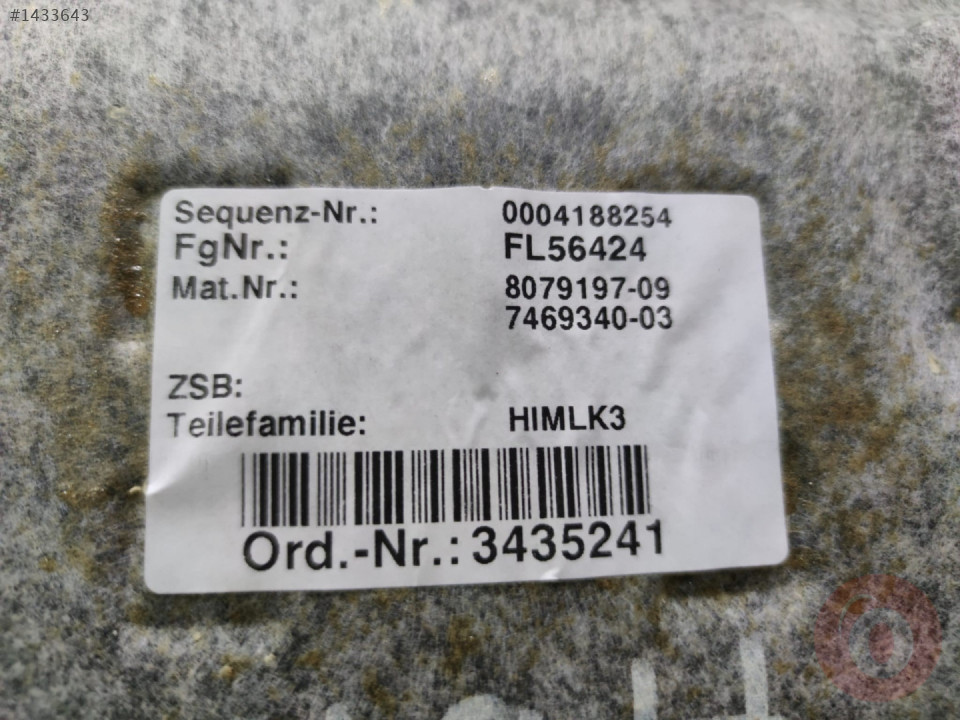 #1433643
Sequenz-Nr.: 0004188254
FgNr.: FL56424
Mat.Nr.: 8079197-09
7469340-03
ZSB:
Teilefamilie: HIMLK3
Ord.-Nr.: 3435241